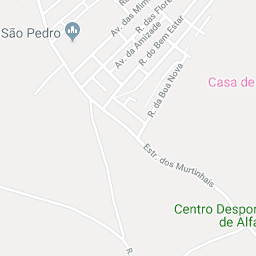 São Pedro
Av. das Mim
Av. da Amizade
R. das Flore
R. do Bem Estar
Casa de
R. da Boa Nova
Estr. dos Murtinhais
Centro Despor
de Alfa
R.